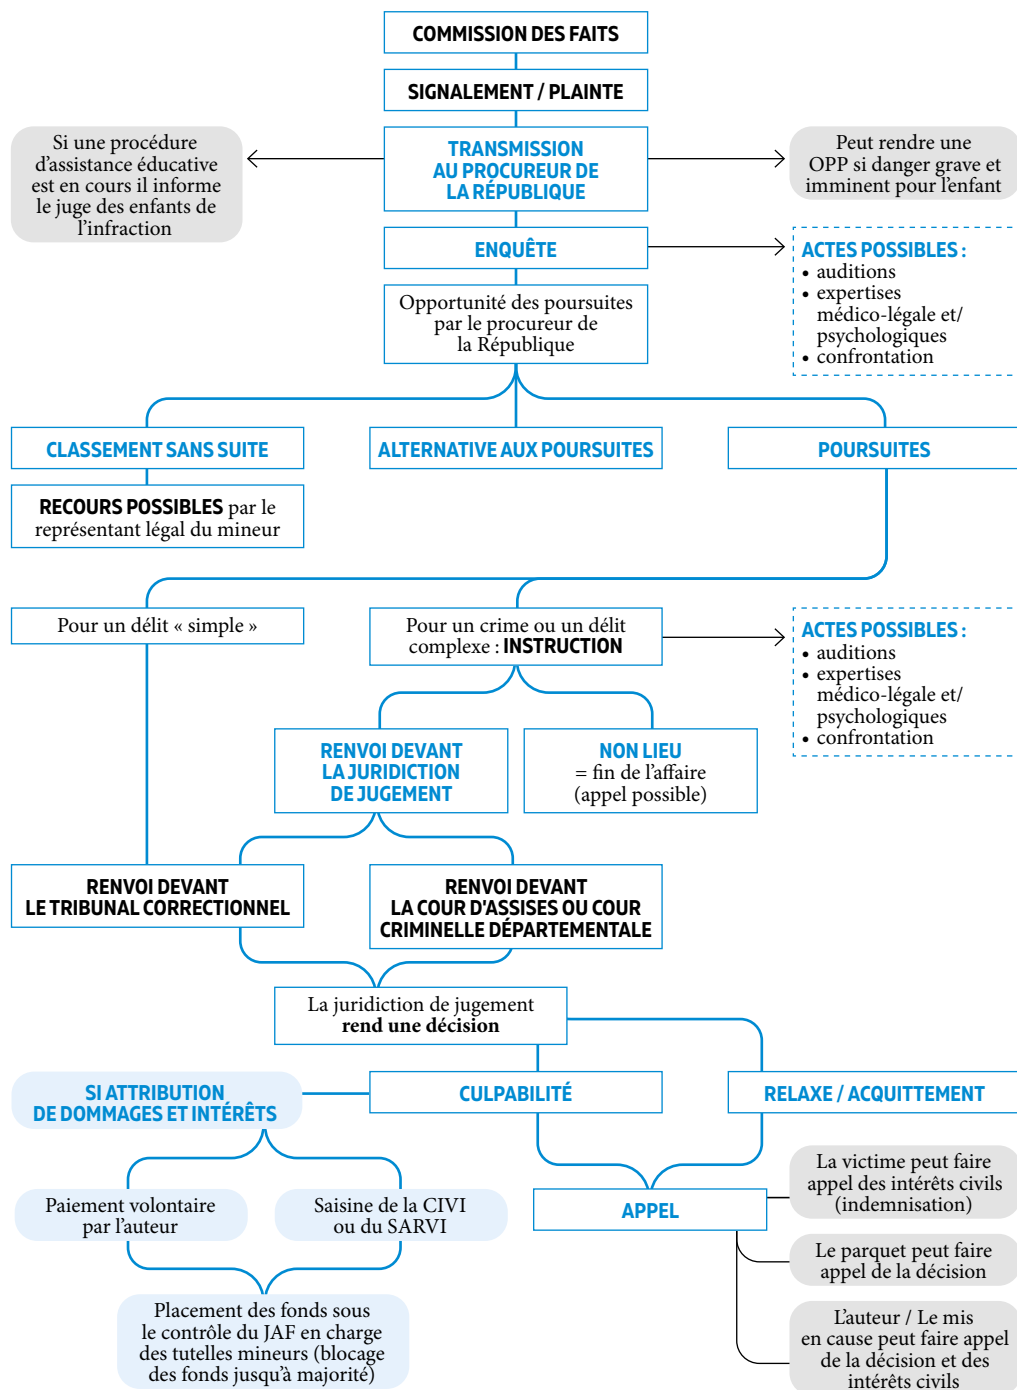 COMMISSION DES FAITS
SIGNALEMENT / PLAINTE
Si une procédure
d'assistance éducative
est en cours il informe
le juge des enfants de
l'infraction
TRANSMISSION
AU PROCUREUR DE
LA RÉPUBLIQUE
Peut rendre une
OPP si danger grave et
imminent pour l'enfant
ENQUÊTE
ACTES POSSIBLES :
• auditions
• expertises
médico-légale et/
psychologiques
• confrontation
Opportunité des poursuites
par le procureur de
la République
CLASSEMENT SANS SUITE
ALTERNATIVE AUX POURSUITES
POURSUITES
RECOURS POSSIBLES par le
représentant légal du mineur
Pour un délit « simple »
Pour un crime ou un délit
complexe : INSTRUCTION
ACTES POSSIBLES :
• auditions
• expertises
médico-légale et/
psychologiques
• confrontation
RENVOI DEVANT
LA JURIDICTION
DE JUGEMENT
NON LIEU
= fin de l'affaire
(appel possible)
RENVOI DEVANT
LE TRIBUNAL CORRECTIONNEL
RENVOI DEVANT
LA COUR D'ASSISES OU COUR
CRIMINELLE DÉPARTEMENTALE
La juridiction de jugement
rend une décision
SI ATTRIBUTION
DE DOMMAGES ET INTÉRÊTS
CULPABILITÉ
RELAXE / ACQUITTEMENT
Paiement volontaire
par l'auteur
Saisine de la CIVI
ou du SARVI
APPEL
La victime peut faire
appel des intérêts civils
(indemnisation)
Le parquet peut faire
appel de la décision
Placement des fonds sous
le contrôle du JAF en charge
des tutelles mineurs (blocage
des fonds jusqu'à majorité)
L'auteur / Le mis
en cause peut faire appel
de la décision et des
intérêts civils